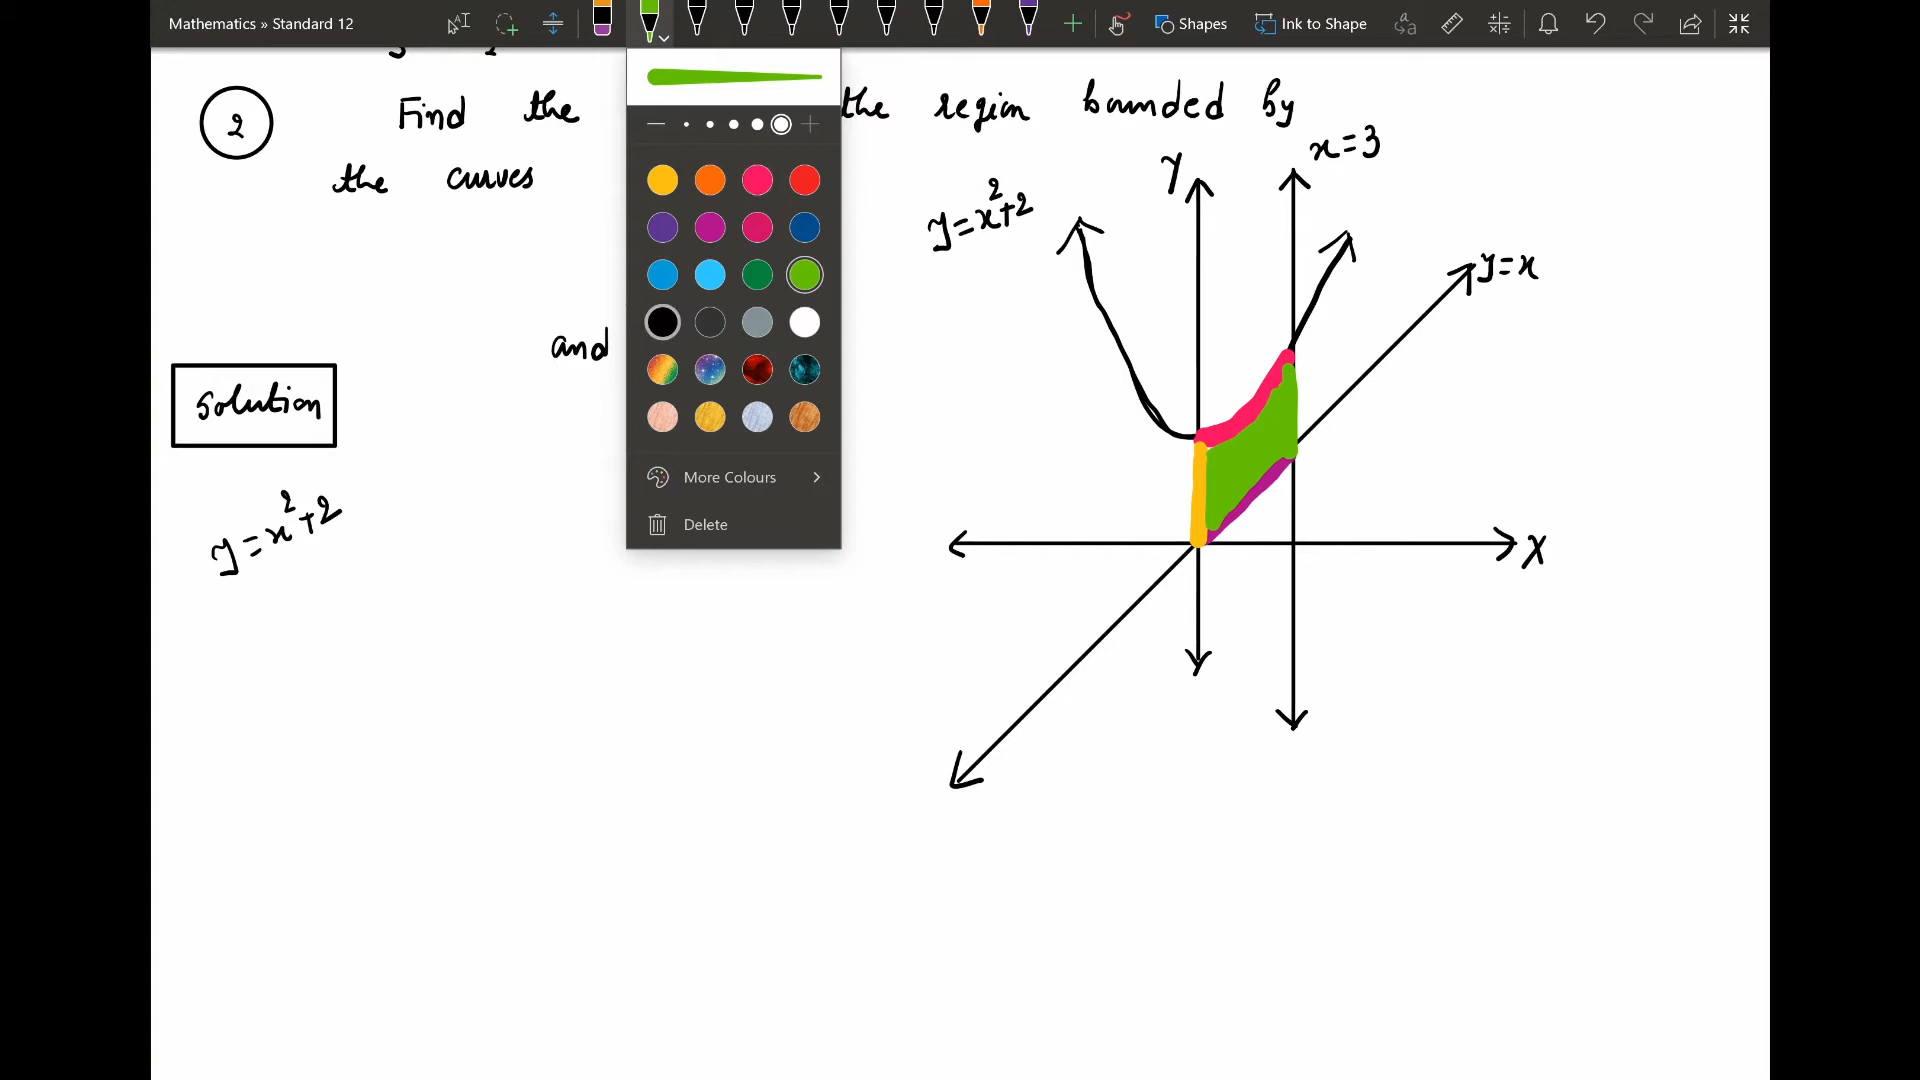 Mathematics » Standard 12
Shapes
Ink to Shape
2
Find the the region bounded by
the curves
and
Solution
y=x²+2
More Colours
Delete
x=3
Y
y=x²+2
y=x
X